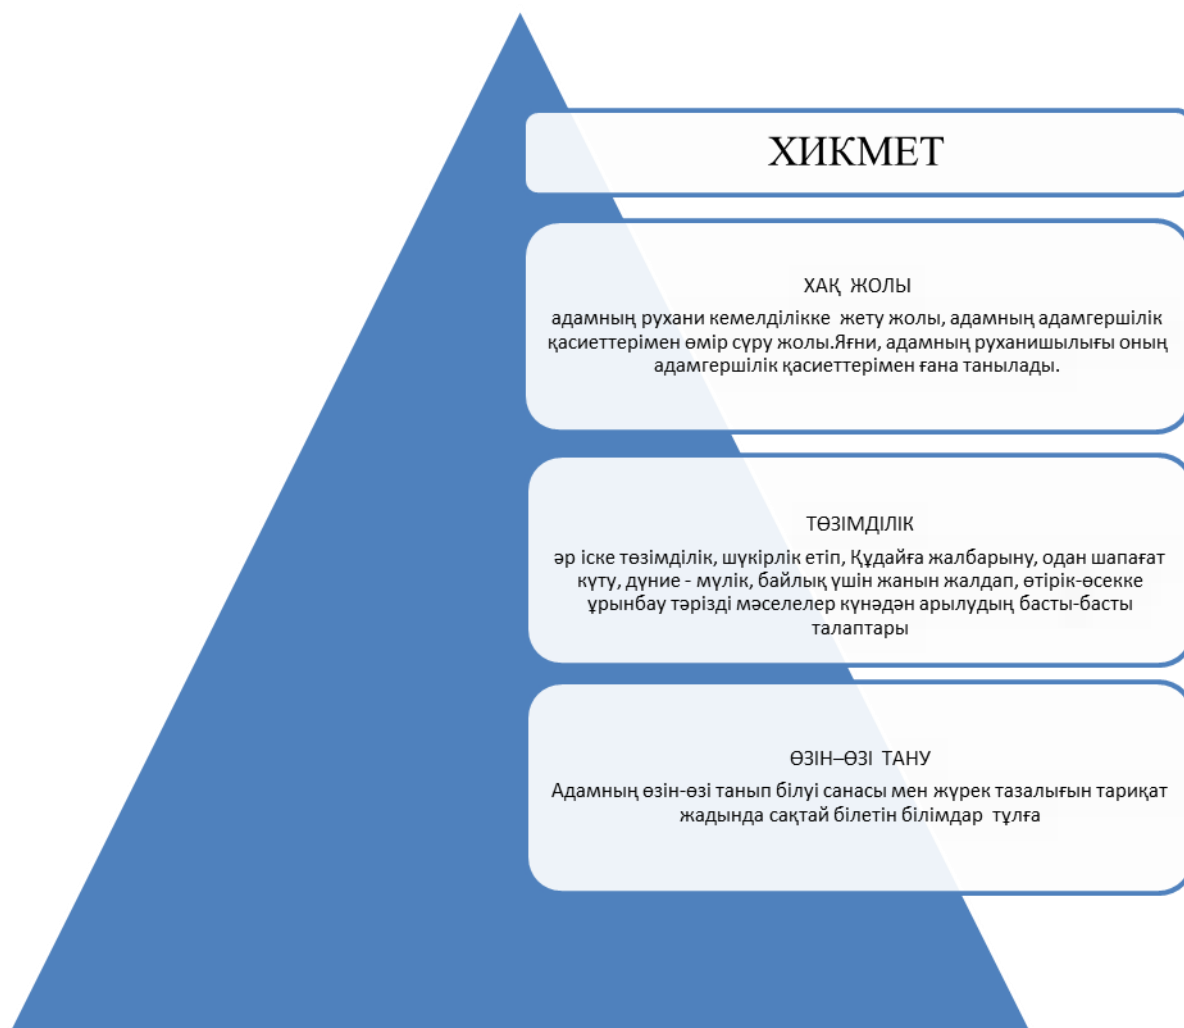 ХИКМЕТ
ХАҚ ЖОЛЫ
адамның рухани кемелділікке жету жолы, адамның адамгершілік
қасиеттерімен өмір сүру жолы.Яғни, адамның руханишылығы оның
адамгершілік қасиеттерімен ғана танылады.
ТӨЗІМДІЛІК
әр іске төзімділік, шүкірлік етіп, Құдайға жалбарыну, одан шапағат
күту, дүние - мүлік, байлық үшін жанын жалдап, өтірік-өсекке
ұрынбау тәрізді мәселелер күнәдән арылудың басты-басты
талаптары
ӨЗІН–ӨЗІ ТАНУ
Адамның өзін-өзі танып білуі санасы мен жүрек тазалығын тариқат
жадында сақтай білетін білімдар тұлға